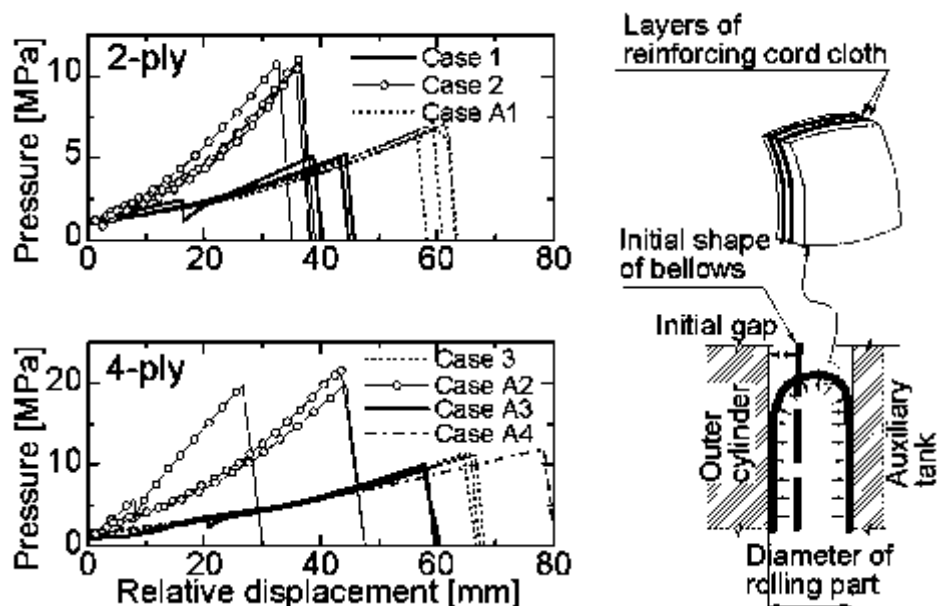 2-ply
Pressure [MPa]
10
5
0
Case 1
Case 2
Case A1
0 20 40 60 80
4-ply
Pressure [MPa]
20
10
0
Case 3
Case A2
Case A3
Case A4
0 20 40 60 80
Relative displacement [mm]
Layers of
reinforcing cord cloth
Initial shape
of bellows
Initial gap
Outer
cylinder
Auxiliary
tank
Diameter of
rolling part